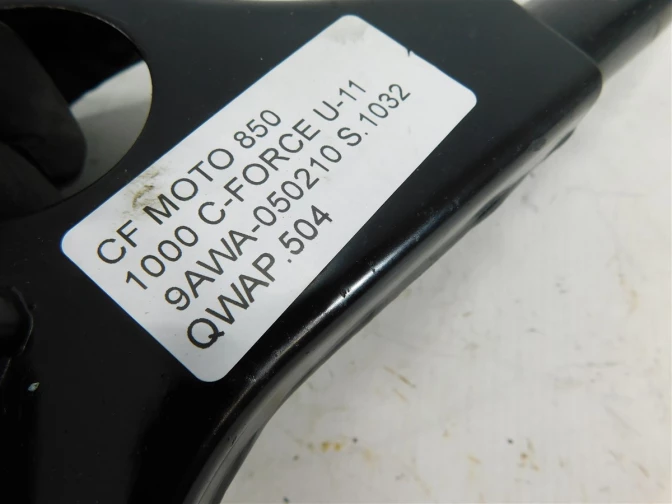 CF MOTO 850
1000 C-FORCE U-11
9AWA-050210 S.1032
QWAP.504